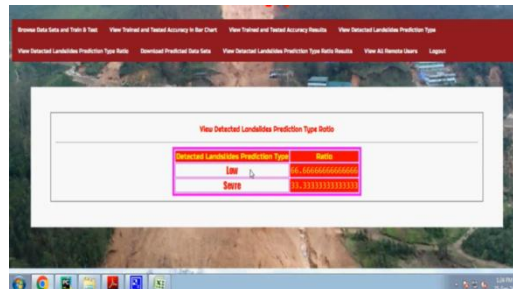 Browse Data Sets and Train & Test View Trained and Tested Accuracy in Bar Chart View Trained and Tested Accuracy Results View Detected Landslides Prediction Type
View Detected Landslides Prediction Type Ratio Download Predicted Data Sets View Detected Landslides Prediction Type Ratio Results View All Remote Users Logout
View Detected Landslides Prediction Type Ratio
Detected Landslides Prediction Type Ratio
Low 66.66666666666666
Sevre 33.33333333333333